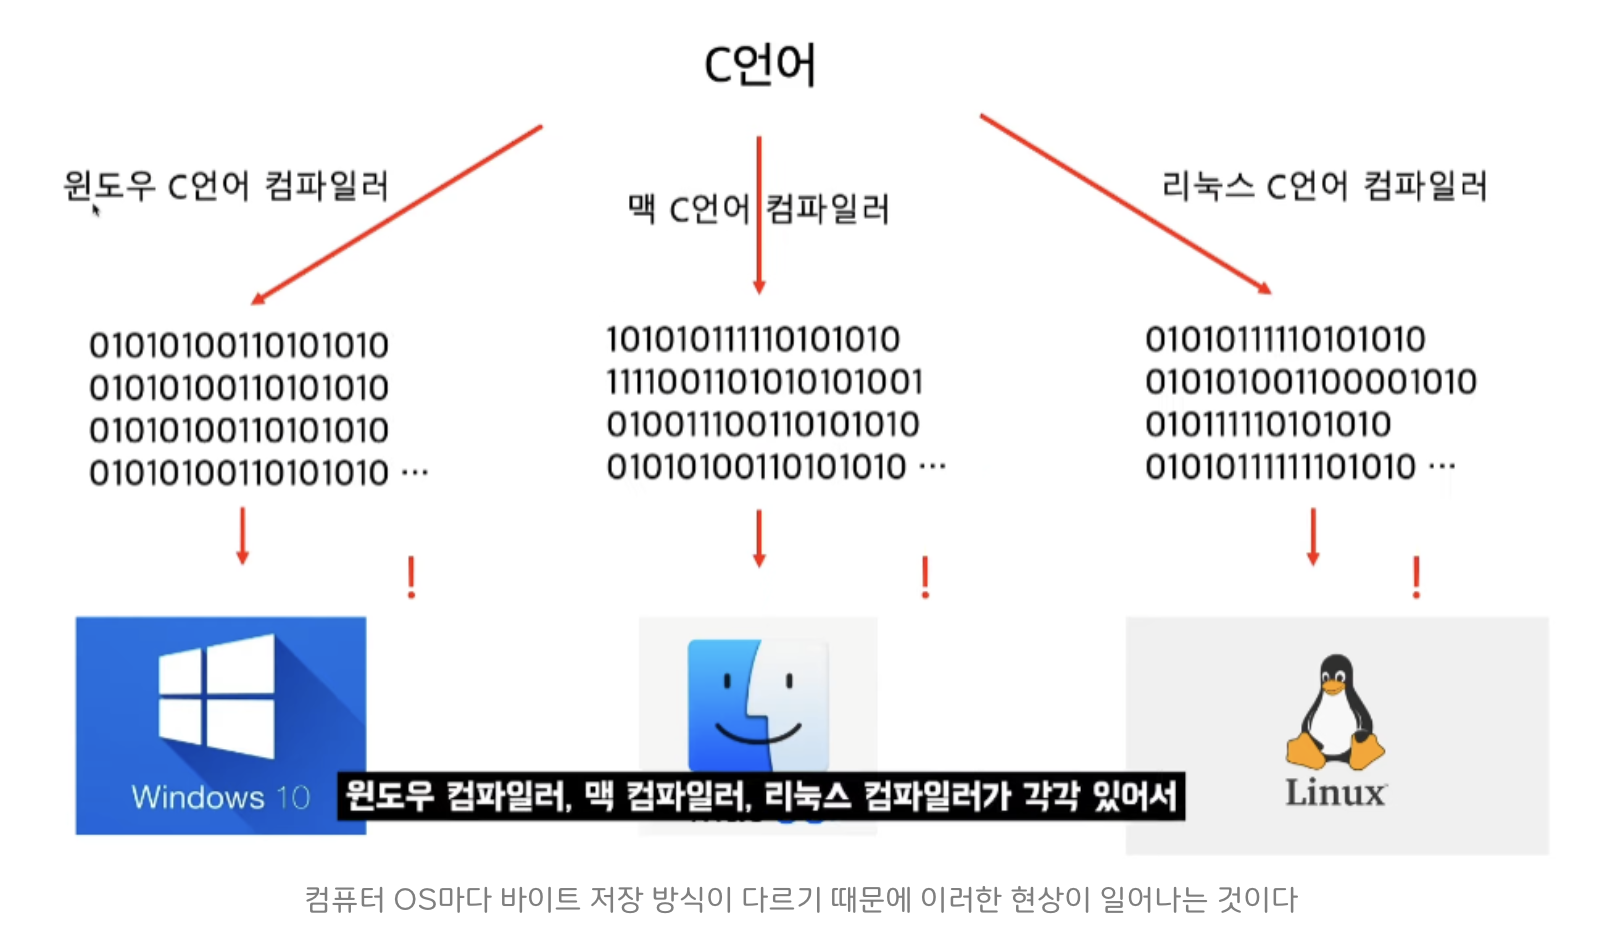 C언어
윈도우 C언어 컴파일러
맥 C언어 컴파일러
리눅스 C언어 컴파일러
01010100110101010
01010100110101010
01010100110101010
01010100110101010 ...
101010111110101010
1111001101010101001
010011100110101010
01010100110101010 ...
01010111110101010
010101001100001010
010111110101010
01010111111101010 ...
!
!
!
Windows 10
Linux
윈도우 컴파일러, 맥 컴파일러, 리눅스 컴파일러가 각각 있어서
컴퓨터 OS마다 바이트 저장 방식이 다르기 때문에 이러한 현상이 일어나는 것이다